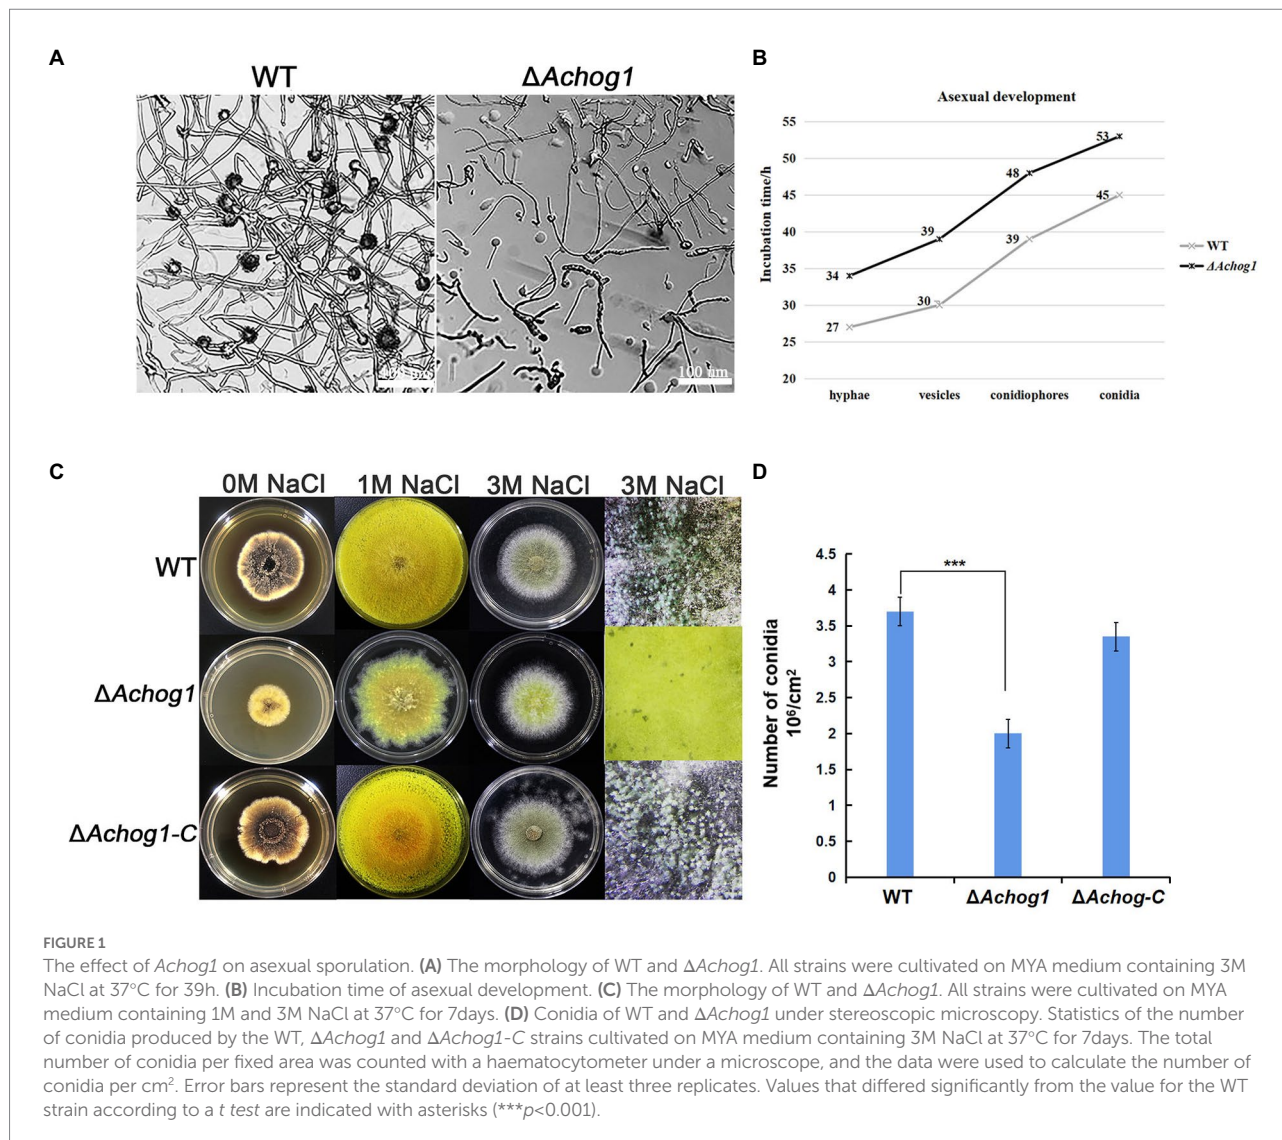 A
WT
ΔAchog1
100 nm
B
Asexual development
Incubation time/h
55
50
45
40
35
30
25
20
34
39
48
53
27
30
39
45
hyphae
vesicles
conidiophores
conidia
WT
ΔAchog1
C
0M NaCl
1M NaCl
3M NaCl
3M NaCl
WT
ΔAchog1
ΔAchog1-C
D
Number of conidia
10⁶/cm²
4.5
4
3.5
3
2.5
2
1.5
1
0.5
0
***
WT
ΔAchog1
ΔAchog-C
FIGURE 1
The effect of Achog1 on asexual sporulation. (A) The morphology of WT and ΔAchog1. All strains were cultivated on MYA medium containing 3M
NaCl at 37°C for 39h. (B) Incubation time of asexual development. (C) The morphology of WT and ΔAchog1. All strains were cultivated on MYA
medium containing 1M and 3M NaCl at 37°C for 7days. (D) Conidia of WT and ΔAchog1 under stereoscopic microscopy. Statistics of the number
of conidia produced by the WT, ΔAchog1 and ΔAchog1-C strains cultivated on MYA medium containing 3M NaCl at 37°C for 7days. The total
number of conidia per fixed area was counted with a haematocytometer under a microscope, and the data were used to calculate the number of
conidia per cm². Error bars represent the standard deviation of at least three replicates. Values that differed significantly from the value for the WT
strain according to a t test are indicated with asterisks (***p<0.001).